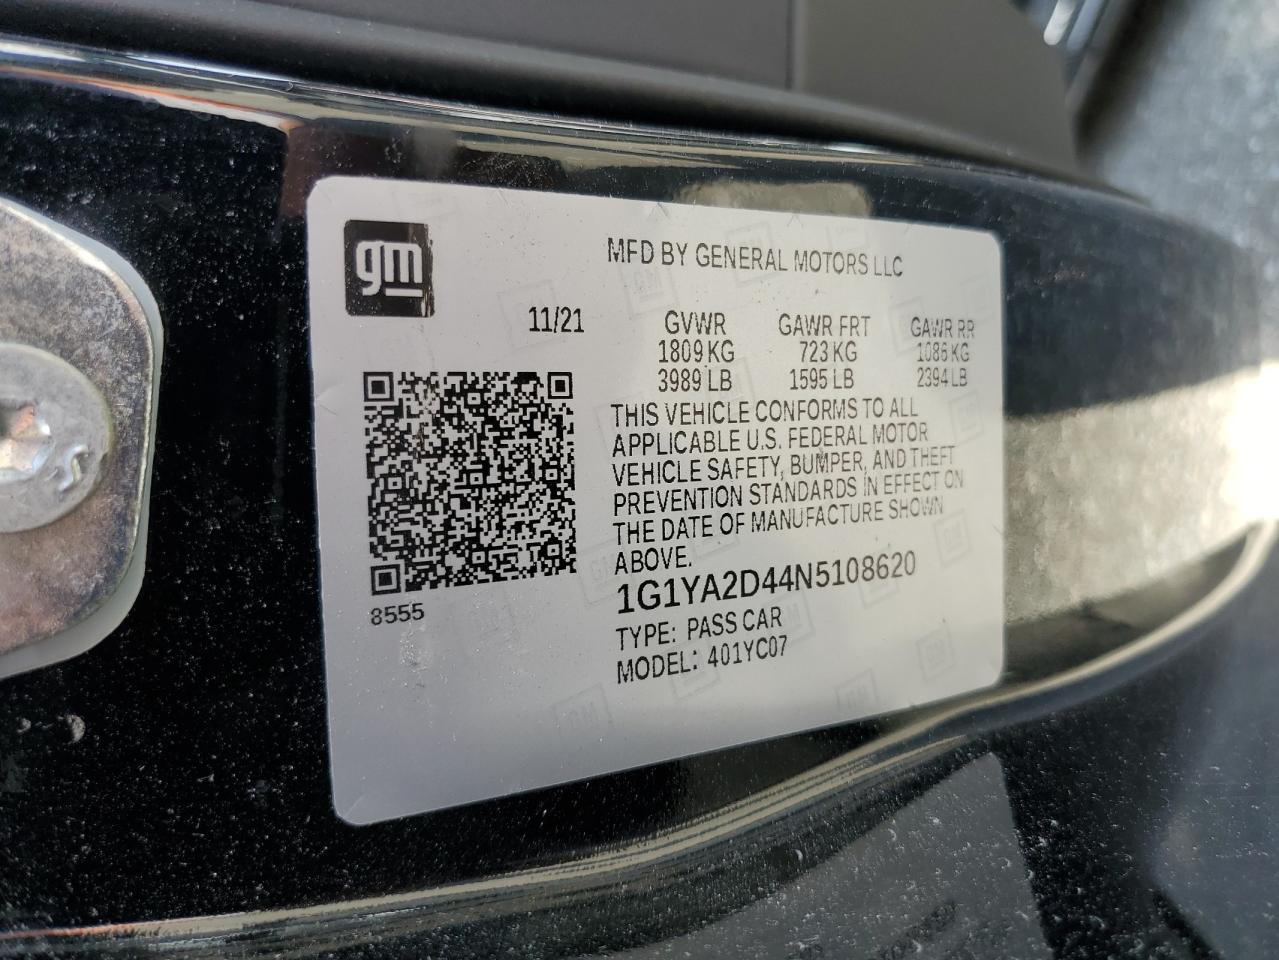 gm
MFD BY GENERAL MOTORS LLC
11/21 GVWR GAWR FRT GAWR RR
1809 KG 723 KG 1086 KG
3989 LB 1595 LB 2394 LB
THIS VEHICLE CONFORMS TO ALL
APPLICABLE U.S. FEDERAL MOTOR
VEHICLE SAFETY, BUMPER, AND THEFT
PREVENTION STANDARDS IN EFFECT ON
THE DATE OF MANUFACTURE SHOWN
ABOVE.
8555
1G1YA2D44N5108620
TYPE: PASS CAR
MODEL: 401YC07